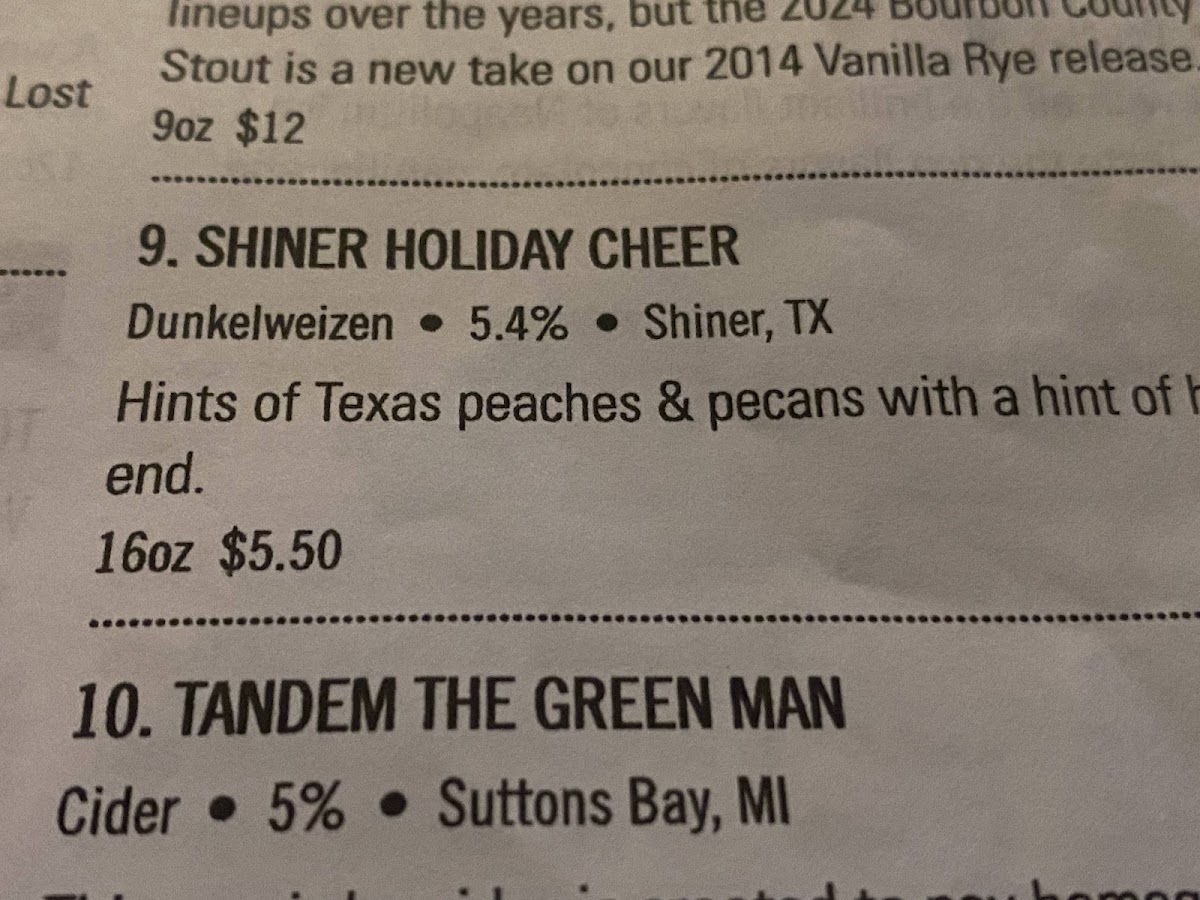 lineups over the years, but the 2024 Bourbon County
Stout is a new take on our 2014 Vanilla Rye release.
Lost
9oz $12
9. SHINER HOLIDAY CHEER
Dunkelweizen • 5.4% • Shiner, TX
Hints of Texas peaches & pecans with a hint of
end.
16oz $5.50
10. TANDEM THE GREEN MAN
Cider • 5% • Suttons Bay, MI